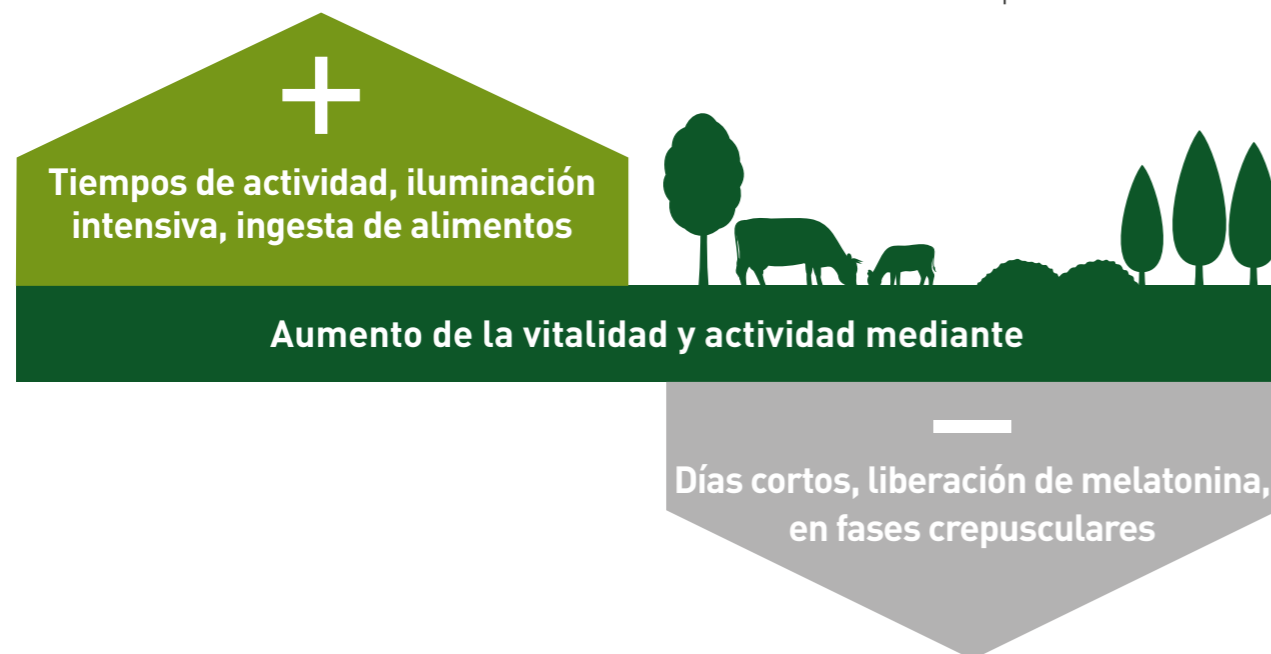 +
Tiempos de actividad, iluminación
intensiva, ingesta de alimentos
Aumento de la vitalidad y actividad mediante
—
Días cortos, liberación de melatonina,
en fases crepusculares